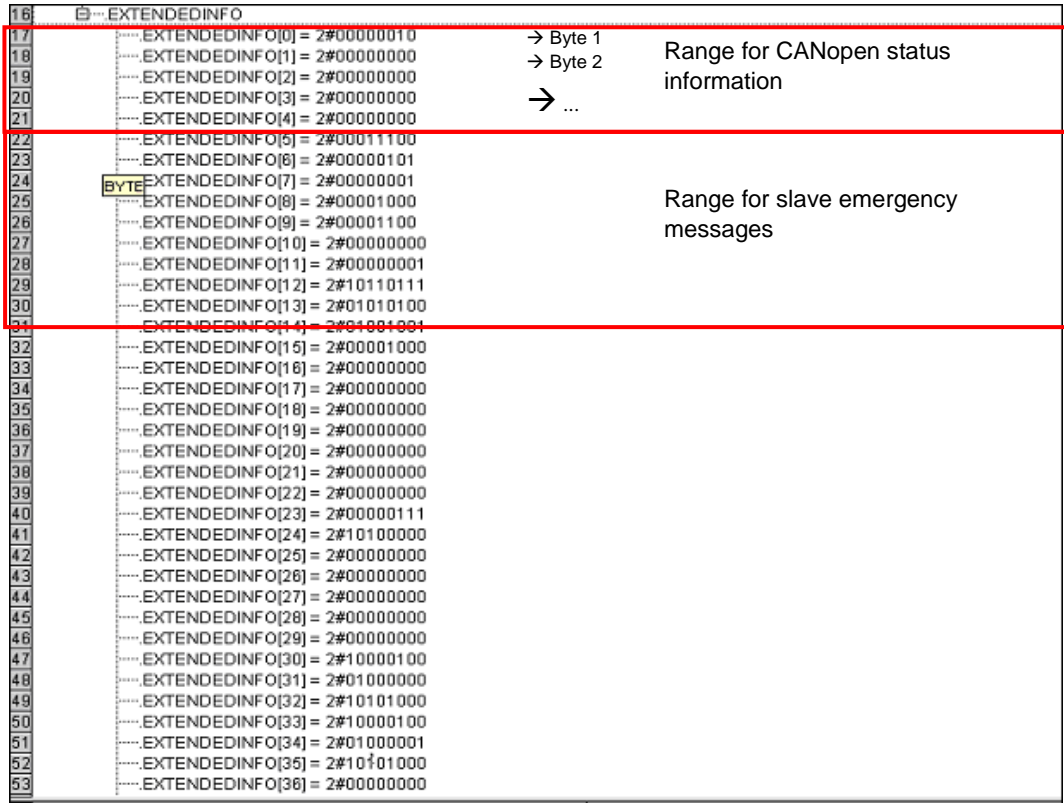 16 .EXTENDEDINFO
17 .EXTENDEDINFO[0] = 2#00000010 → Byte 1
18 .EXTENDEDINFO[1] = 2#00000000 → Byte 2
19 .EXTENDEDINFO[2] = 2#00000000
20 .EXTENDEDINFO[3] = 2#00000000 → ...
21 .EXTENDEDINFO[4] = 2#00000000
Range for CANopen status
information
22 .EXTENDEDINFO[5] = 2#00011100
23 .EXTENDEDINFO[6] = 2#00000101
24 BYTE EXTENDEDINFO[7] = 2#00000001
25 .EXTENDEDINFO[8] = 2#00001000
26 .EXTENDEDINFO[9] = 2#00001100
27 .EXTENDEDINFO[10] = 2#00000000
28 .EXTENDEDINFO[11] = 2#00000001
29 .EXTENDEDINFO[12] = 2#10110111
30 .EXTENDEDINFO[13] = 2#01010100
Range for slave emergency
messages
31 .EXTENDEDINFO[14] = 2#01001001
32 .EXTENDEDINFO[15] = 2#00001000
33 .EXTENDEDINFO[16] = 2#00000000
34 .EXTENDEDINFO[17] = 2#00000000
35 .EXTENDEDINFO[18] = 2#00000000
36 .EXTENDEDINFO[19] = 2#00000000
37 .EXTENDEDINFO[20] = 2#00000000
38 .EXTENDEDINFO[21] = 2#00000000
39 .EXTENDEDINFO[22] = 2#00000000
40 .EXTENDEDINFO[23] = 2#00000111
41 .EXTENDEDINFO[24] = 2#10100000
42 .EXTENDEDINFO[25] = 2#00000000
43 .EXTENDEDINFO[26] = 2#00000000
44 .EXTENDEDINFO[27] = 2#00000000
45 .EXTENDEDINFO[28] = 2#00000000
46 .EXTENDEDINFO[29] = 2#00000000
47 .EXTENDEDINFO[30] = 2#10000100
48 .EXTENDEDINFO[31] = 2#01000000
49 .EXTENDEDINFO[32] = 2#10101000
50 .EXTENDEDINFO[33] = 2#10000100
51 .EXTENDEDINFO[34] = 2#01000001
52 .EXTENDEDINFO[35] = 2#10101000
53 .EXTENDEDINFO[36] = 2#00000000